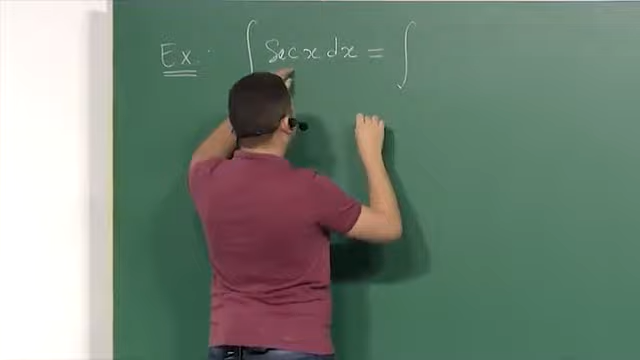 Ex. ∫ Sec x dx = ∫